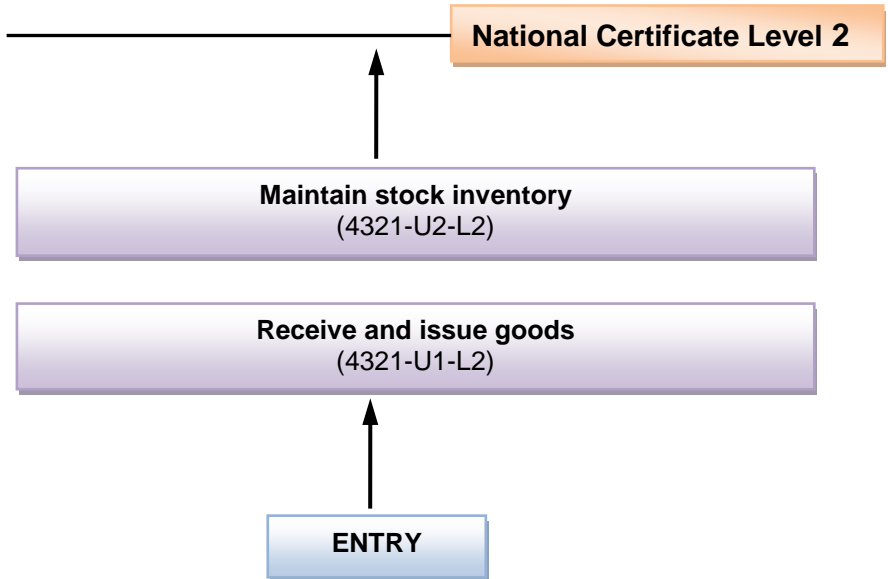 National Certificate Level 2
Maintain stock inventory
(4321-U2-L2)
Receive and issue goods
(4321-U1-L2)
ENTRY